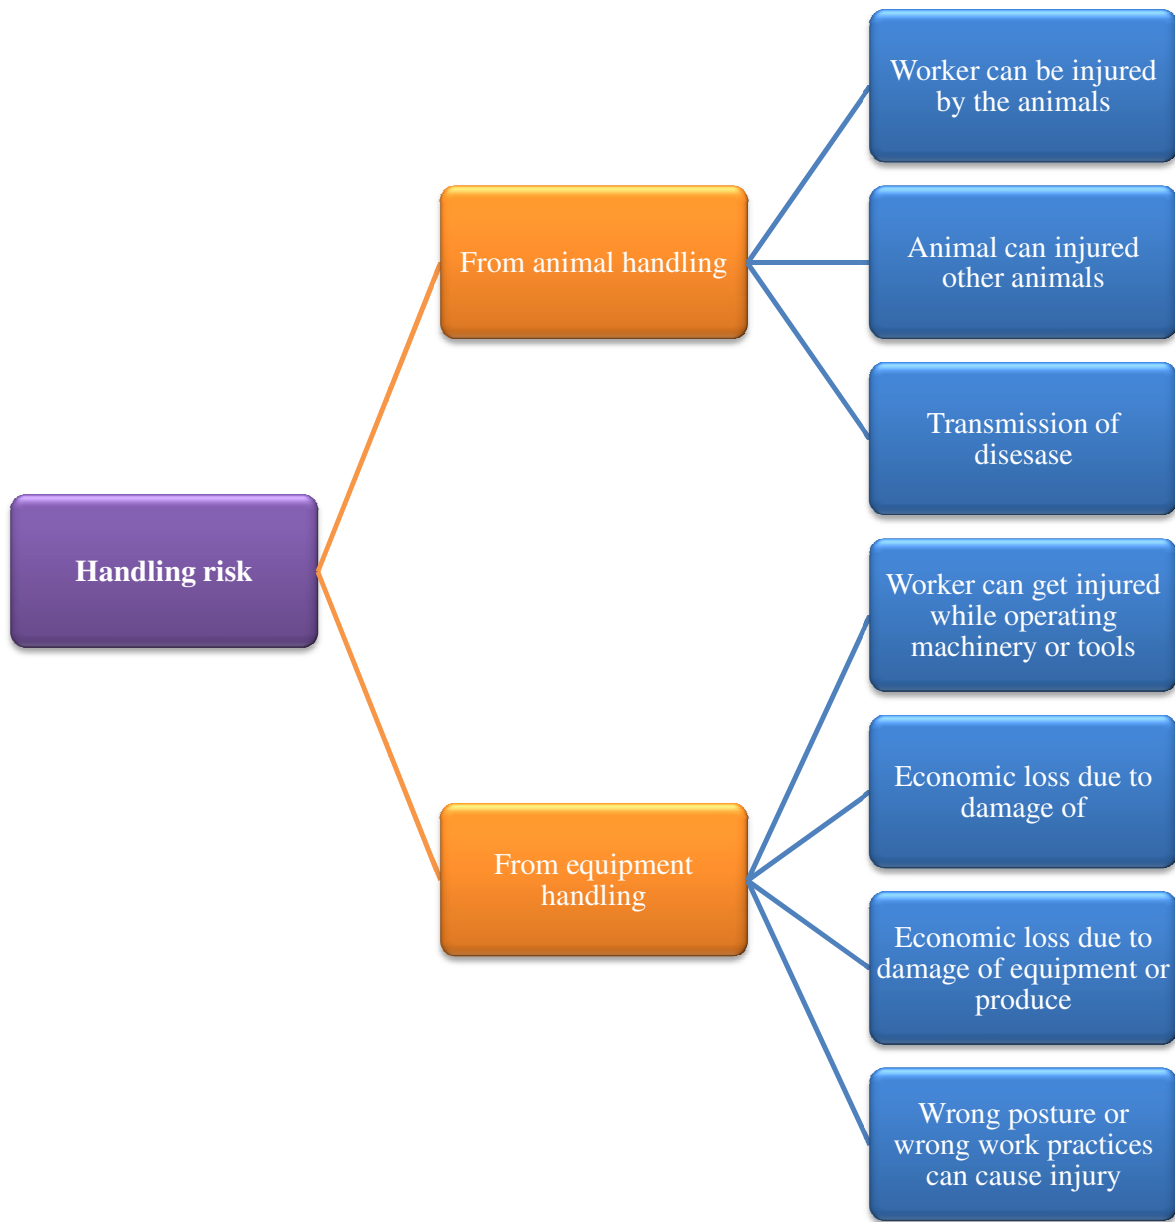 Handling risk
From animal handling
Worker can be injured
by the animals
Animal can injured
other animals
Transmission of
disesase
From equipment
handling
Worker can get injured
while operating
machinery or tools
Economic loss due to
damage of
Economic loss due to
damage of equipment or
produce
Wrong posture or
wrong work practices
can cause injury